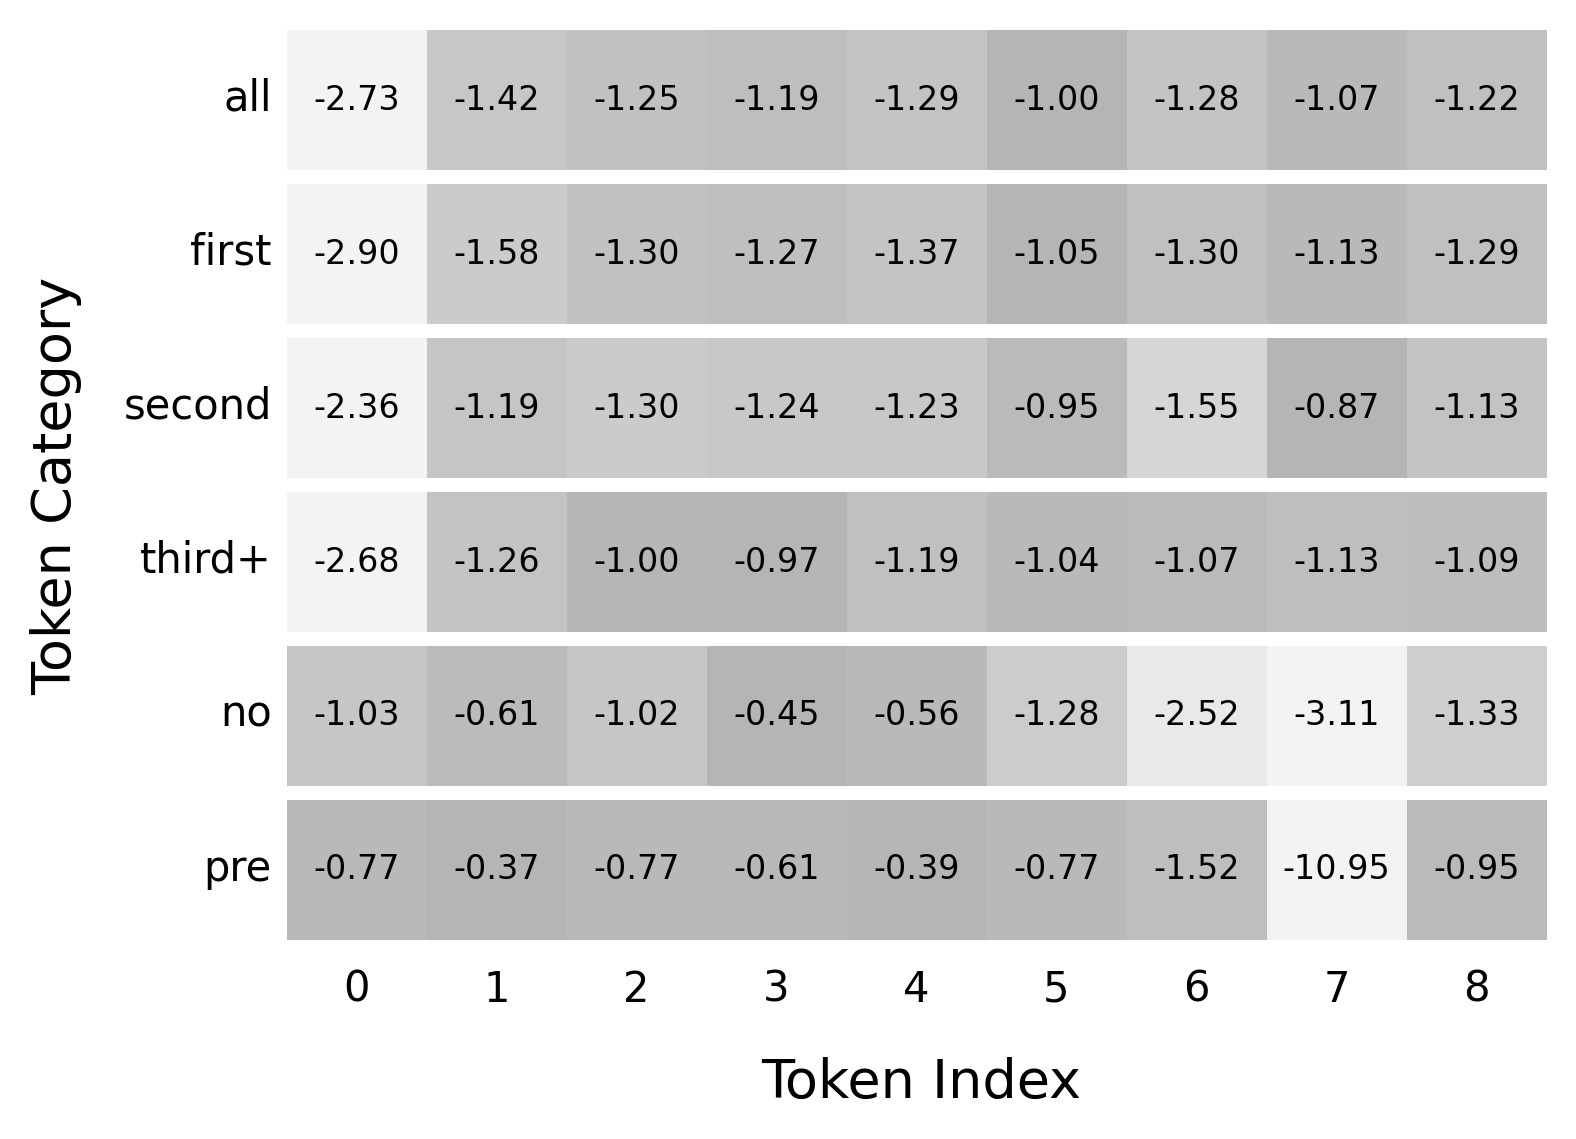 Token Category
all -2.73 -1.42 -1.25 -1.19 -1.29 -1.00 -1.28 -1.07 -1.22
first -2.90 -1.58 -1.30 -1.27 -1.37 -1.05 -1.30 -1.13 -1.29
second -2.36 -1.19 -1.30 -1.24 -1.23 -0.95 -1.55 -0.87 -1.13
third+ -2.68 -1.26 -1.00 -0.97 -1.19 -1.04 -1.07 -1.13 -1.09
no -1.03 -0.61 -1.02 -0.45 -0.56 -1.28 -2.52 -3.11 -1.33
pre -0.77 -0.37 -0.77 -0.61 -0.39 -0.77 -1.52 -10.95 -0.95
0 1 2 3 4 5 6 7 8
Token Index